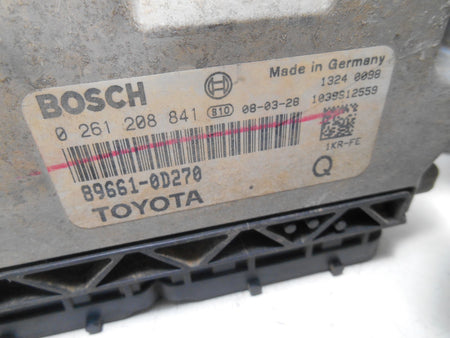 BOSCH
Made in Germany
1324 0098
0 261 208 841 B10 08-03-28 1039S12559
1KR-FE
89661-0D270
TOYOTA
Q